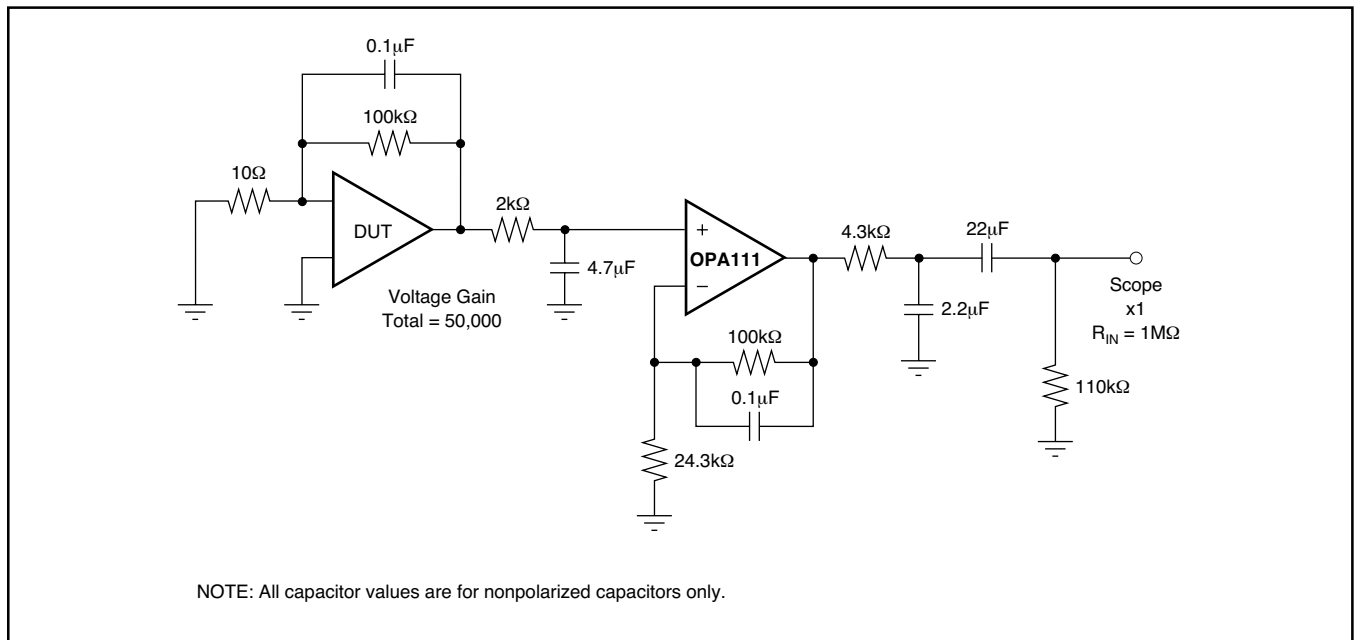 0.1μF
100kΩ
10Ω
DUT
Voltage Gain
Total = 50,000
2kΩ
4.7μF
+
OPA111
−
100kΩ
0.1μF
24.3kΩ
4.3kΩ
22μF
2.2μF
Scope
x1
RIN = 1MΩ
110kΩ
NOTE: All capacitor values are for nonpolarized capacitors only.